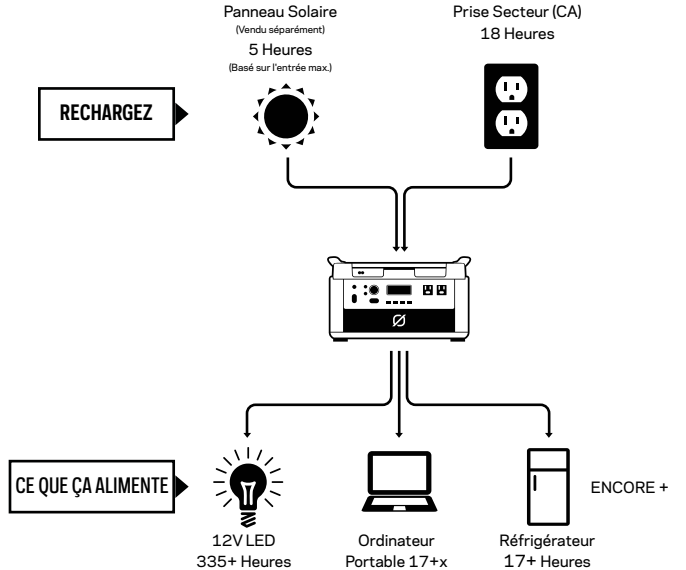 Panneau Solaire
(Vendu séparément)
5 Heures
(Basé sur l'entrée max.)
Prise Secteur (CA)
18 Heures
RECHARGEZ
CE QUE ÇA ALIMENTE
12V LED
335+ Heures
Ordinateur
Portable 17+x
Réfrigérateur
17+ Heures
ENCORE +